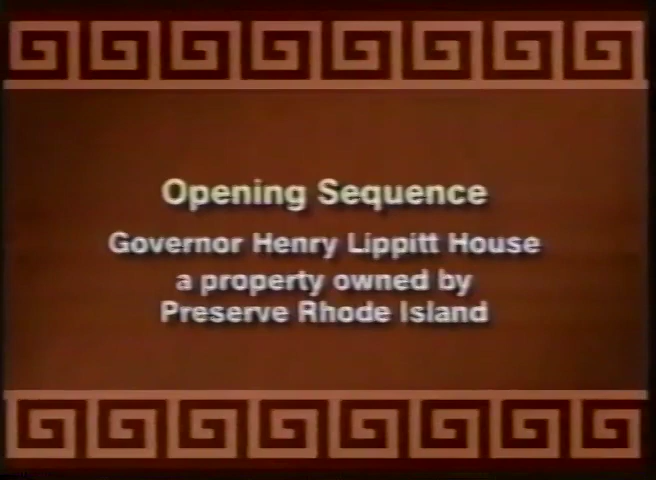 Opening Sequence
Governor Henry Lippitt House
a property owned by
Preserve Rhode Island